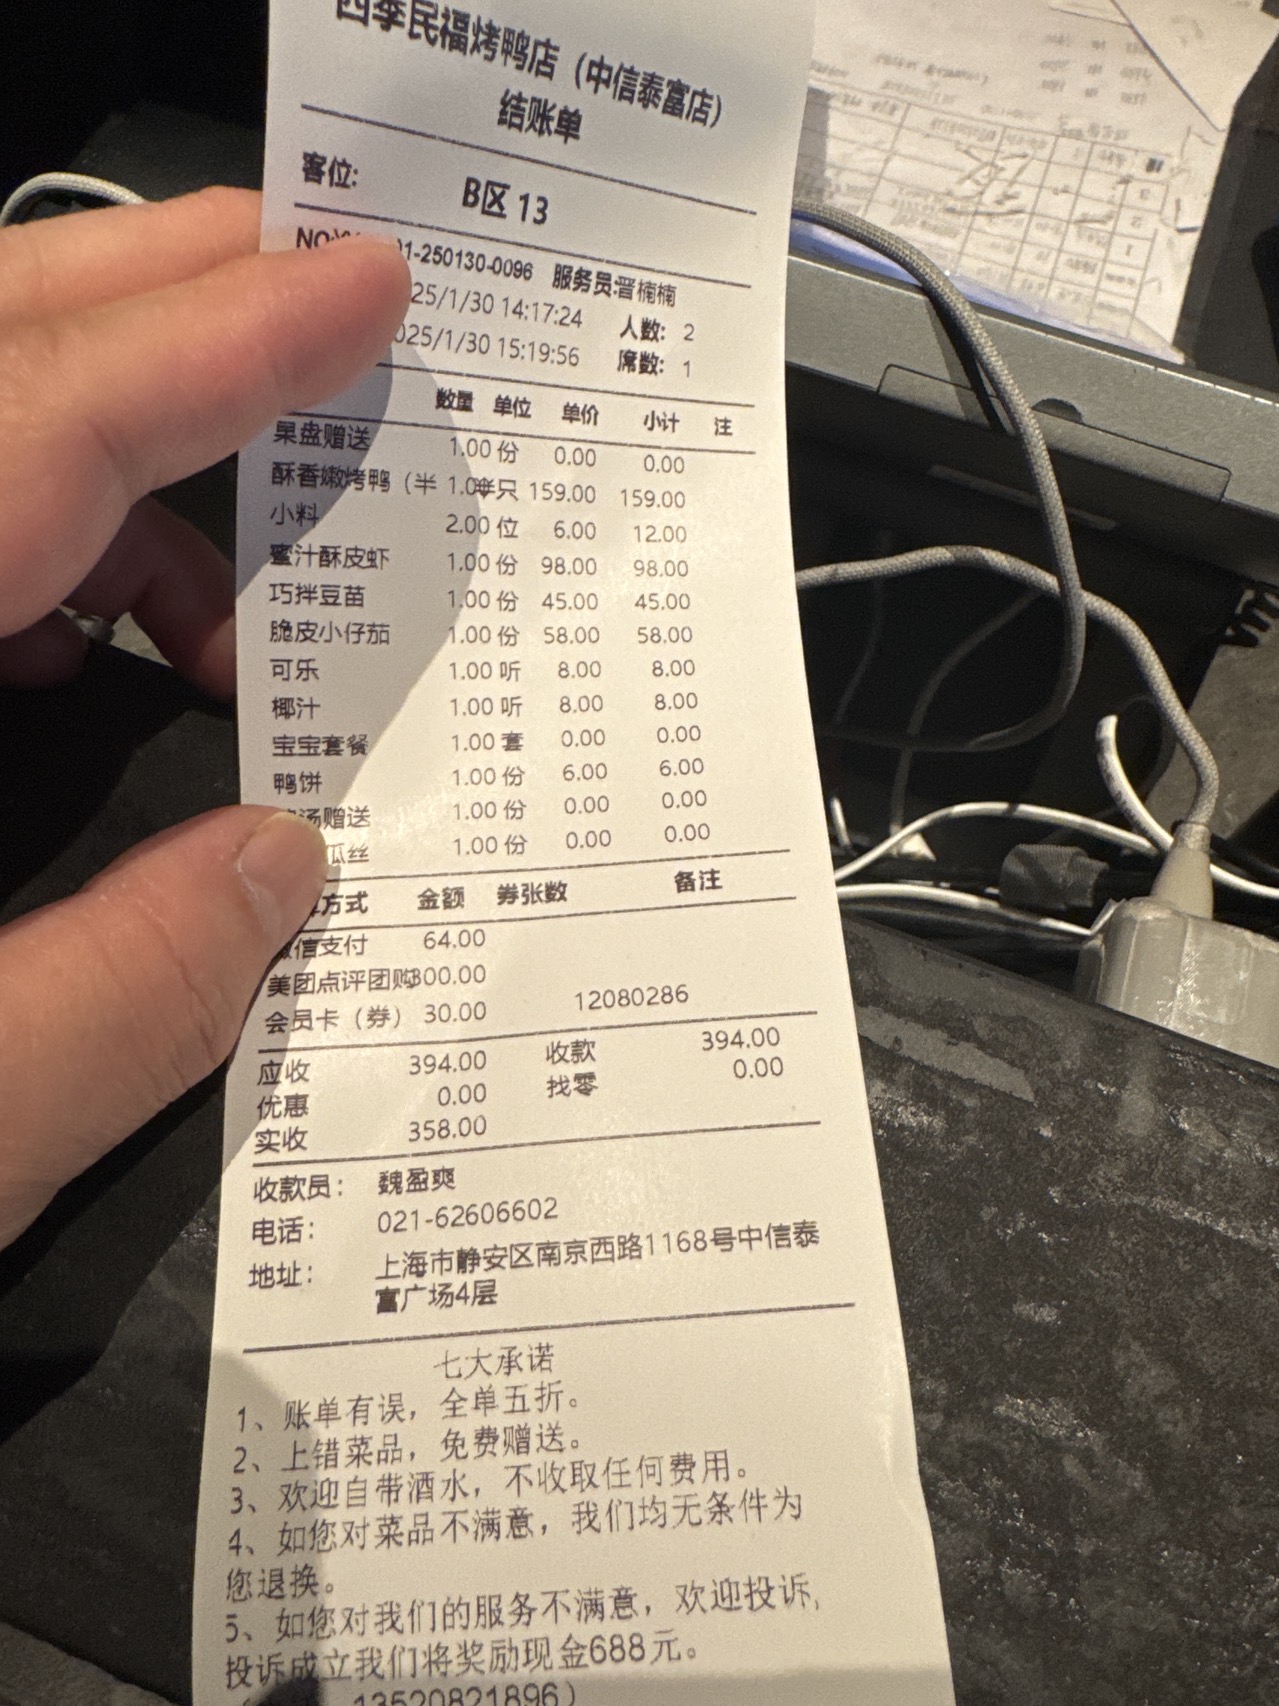 四季民福烤鸭店（中信泰富店）
结账单
客位： B区 13
NO: 1-250130-0096 服务员:晋楠楠
25/1/30 14:17:24 人数: 2
025/1/30 15:19:56 席数: 1
数量 单位 单价 小计 注
果盘赠送 1.00 份 0.00 0.00
酥香嫩烤鸭（半 1.00 半只 159.00 159.00
小料 2.00 位 6.00 12.00
蜜汁酥皮虾 1.00 份 98.00 98.00
巧拌豆苗 1.00 份 45.00 45.00
脆皮小仔茄 1.00 份 58.00 58.00
可乐 1.00 听 8.00 8.00
椰汁 1.00 听 8.00 8.00
宝宝套餐 1.00 套 0.00 0.00
鸭饼 1.00 份 6.00 6.00
汤赠送 1.00 份 0.00 0.00
瓜丝 1.00 份 0.00 0.00
方式 金额 券张数 备注
微信支付 64.00
美团点评团购300.00
会员卡（券） 30.00 12080286
应收 394.00 收款 394.00
优惠 0.00 找零 0.00
实收 358.00
收款员： 魏盈爽
电话： 021-62606602
地址： 上海市静安区南京西路1168号中信泰
富广场4层
七大承诺
1、账单有误，全单五折。
2、上错菜品，免费赠送。
3、欢迎自带酒水，不收取任何费用。
4、如您对菜品不满意，我们均无条件为
您退换。
5、如您对我们的服务不满意，欢迎投诉，
投诉成立我们将奖励现金688元。
13520821896）